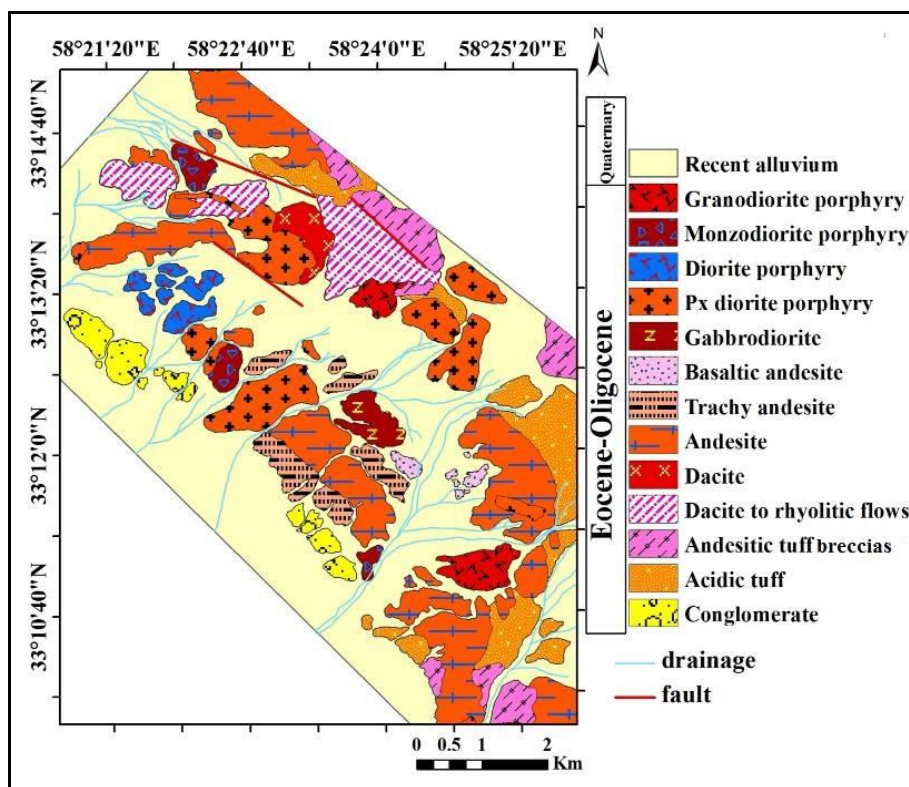 N
58°21'20"E 58°22'40"E 58°24'0"E 58°25'20"E
33°14'40"N
33°13'20"N
33°12'0"N
33°10'40"N
Quaternary
Eocene-Oligocene
Recent alluvium
Granodiorite porphyry
Monzodiorite porphyry
Diorite porphyry
Px diorite porphyry
Gabbrodiorite
Basaltic andesite
Trachy andesite
Andesite
Dacite
Dacite to rhyolitic flows
Andesitic tuff breccias
Acidic tuff
Conglomerate
drainage
fault
0 0.5 1 2
Km